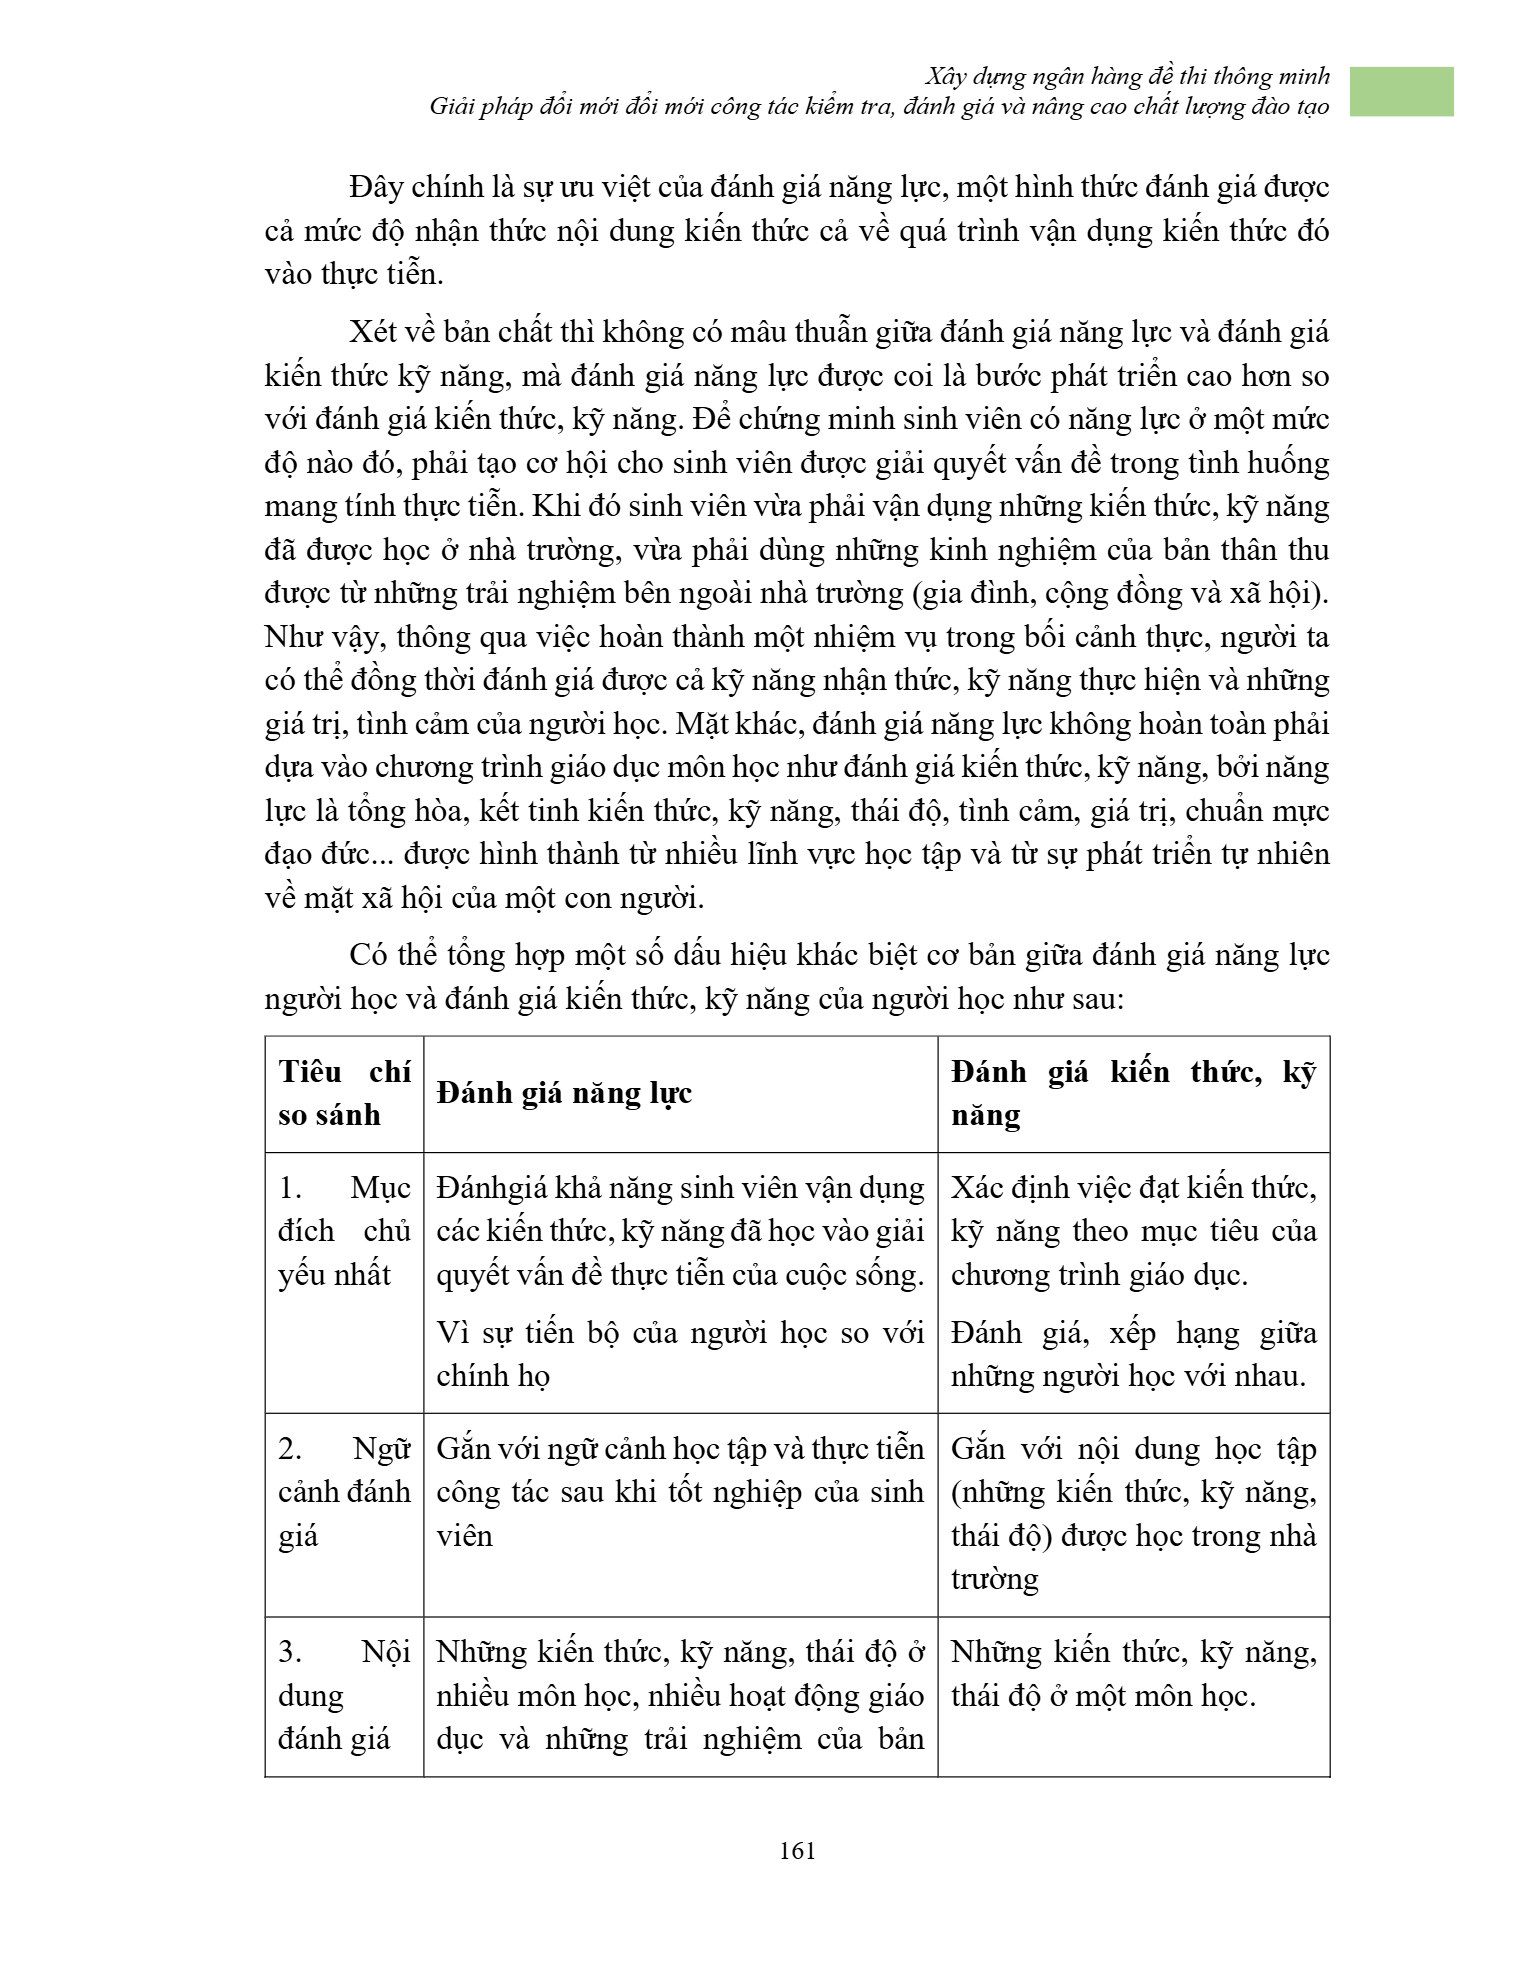 Xây dựng ngân hàng đề thi thông minh
Giải pháp đổi mới đổi mới công tác kiểm tra, đánh giá và nâng cao chất lượng đào tạo
Đây chính là sự ưu việt của đánh giá năng lực, một hình thức đánh giá được
cả mức độ nhận thức nội dung kiến thức cả về quá trình vận dụng kiến thức đó
vào thực tiễn.
Xét về bản chất thì không có mâu thuẫn giữa đánh giá năng lực và đánh giá
kiến thức kỹ năng, mà đánh giá năng lực được coi là bước phát triển cao hơn so
với đánh giá kiến thức, kỹ năng. Để chứng minh sinh viên có năng lực ở một mức
độ nào đó, phải tạo cơ hội cho sinh viên được giải quyết vấn đề trong tình huống
mang tính thực tiễn. Khi đó sinh viên vừa phải vận dụng những kiến thức, kỹ năng
đã được học ở nhà trường, vừa phải dùng những kinh nghiệm của bản thân thu
được từ những trải nghiệm bên ngoài nhà trường (gia đình, cộng đồng và xã hội).
Như vậy, thông qua việc hoàn thành một nhiệm vụ trong bối cảnh thực, người ta
có thể đồng thời đánh giá được cả kỹ năng nhận thức, kỹ năng thực hiện và những
giá trị, tình cảm của người học. Mặt khác, đánh giá năng lực không hoàn toàn phải
dựa vào chương trình giáo dục môn học như đánh giá kiến thức, kỹ năng, bởi năng
lực là tổng hòa, kết tinh kiến thức, kỹ năng, thái độ, tình cảm, giá trị, chuẩn mực
đạo đức... được hình thành từ nhiều lĩnh vực học tập và từ sự phát triển tự nhiên
về mặt xã hội của một con người.
Có thể tổng hợp một số dấu hiệu khác biệt cơ bản giữa đánh giá năng lực
người học và đánh giá kiến thức, kỹ năng của người học như sau:
Tiêu chí
so sánh
Đánh giá năng lực
Đánh giá kiến thức, kỹ
năng
1. Mục
đích chủ
yếu nhất
Đánhgiá khả năng sinh viên vận dụng
các kiến thức, kỹ năng đã học vào giải
quyết vấn đề thực tiễn của cuộc sống.
Vì sự tiến bộ của người học so với
chính họ
Xác định việc đạt kiến thức,
kỹ năng theo mục tiêu của
chương trình giáo dục.
Đánh giá, xếp hạng giữa
những người học với nhau.
2. Ngữ
cảnh đánh
giá
Gắn với ngữ cảnh học tập và thực tiễn
công tác sau khi tốt nghiệp của sinh
viên
Gắn với nội dung học tập
(những kiến thức, kỹ năng,
thái độ) được học trong nhà
trường
3. Nội
dung
đánh giá
Những kiến thức, kỹ năng, thái độ ở
nhiều môn học, nhiều hoạt động giáo
dục và những trải nghiệm của bản
Những kiến thức, kỹ năng,
thái độ ở một môn học.
161